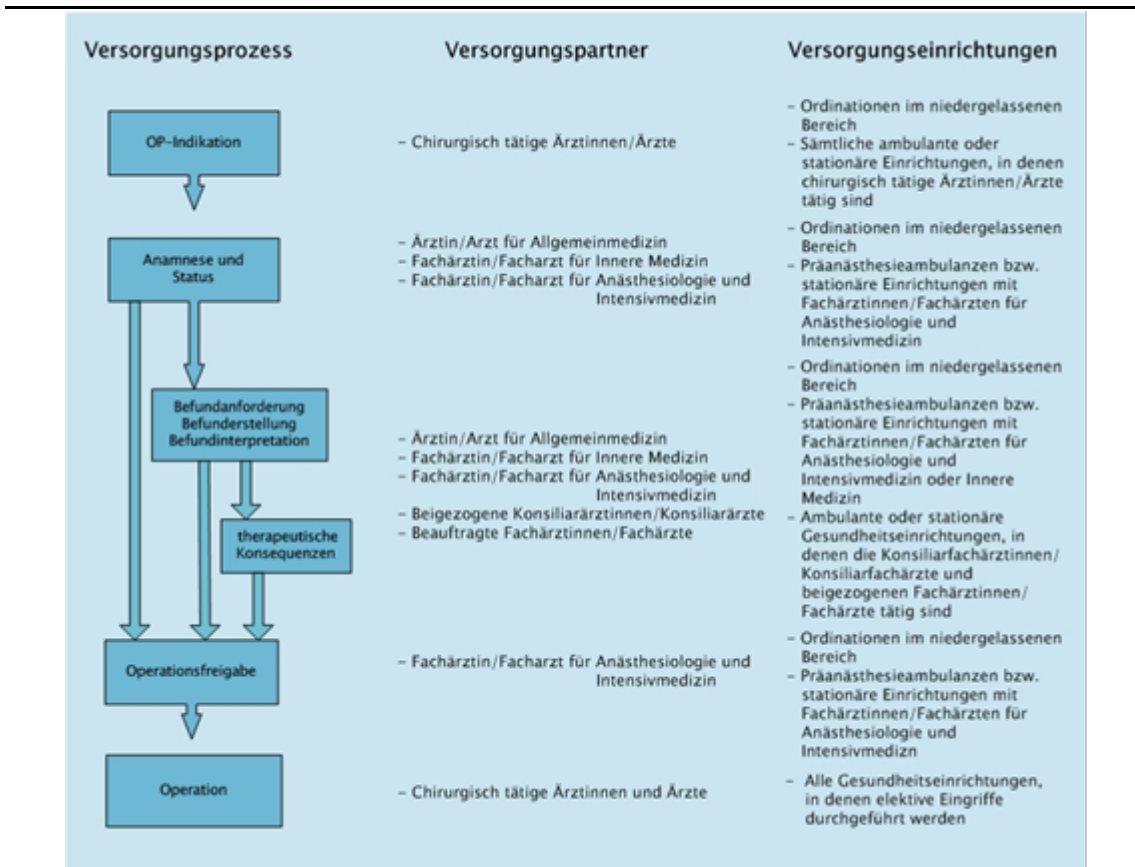 Versorgungsprozess
Versorgungspartner
Versorgungseinrichtungen
OP-Indikation
– Chirurgisch tätige Ärztinnen/Ärzte
– Ordinationen im niedergelassenen
Bereich
– Sämtliche ambulante oder
stationäre Einrichtungen, in denen
chirurgisch tätige Ärztinnen/Ärzte
tätig sind
Anamnese und
Status
– Ärztin/Arzt für Allgemeinmedizin
– Fachärztin/Facharzt für Innere Medizin
– Fachärztin/Facharzt für Anästhesiologie und
Intensivmedizin
– Ordinationen im niedergelassenen
Bereich
– Präanästhesieambulanzen bzw.
stationäre Einrichtungen mit
Fachärztinnen/Fachärzten für
Anästhesiologie und
Intensivmedizin
Befundanforderung
Befunderstellung
Befundinterpretation
therapeutische
Konsequenzen
– Ärztin/Arzt für Allgemeinmedizin
– Fachärztin/Facharzt für Innere Medizin
– Fachärztin/Facharzt für Anästhesiologie und
Intensivmedizin
– Beigezogene Konsiliarärztinnen/Konsiliarärzte
– Beauftragte Fachärztinnen/Fachärzte
– Ordinationen im niedergelassenen
Bereich
– Präanästhesieambulanzen bzw.
stationäre Einrichtungen mit
Fachärztinnen/Fachärzten für
Anästhesiologie und
Intensivmedizin oder Innere
Medizin
– Ambulante oder stationäre
Gesundheitseinrichtungen, in
denen die Konsiliarfachärztinnen/
Konsiliarfachärzte und
beigezogenen Fachärztinnen/
Fachärzte tätig sind
Operationsfreigabe
– Fachärztin/Facharzt für Anästhesiologie und
Intensivmedizin
– Ordinationen im niedergelassenen
Bereich
– Präanästhesieambulanzen bzw.
stationäre Einrichtungen mit
Fachärztinnen/Fachärzten für
Anästhesiologie und
Intensivmedizn
Operation
– Chirurgisch tätige Ärztinnen und Ärzte
– Alle Gesundheitseinrichtungen,
in denen elektive Eingriffe
durchgeführt werden